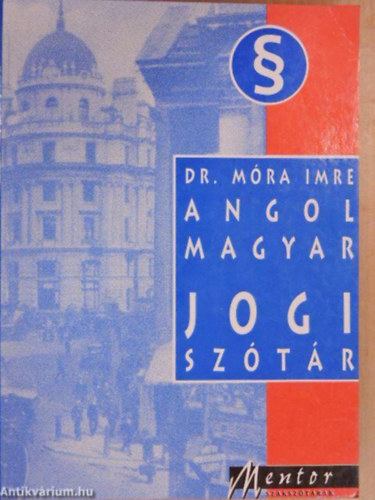 §
DR. MÓRA IMRE
ANGOL
MAGYAR
JOGI
SZÓTÁR
Mentor
SZAKSZÓTÁRAK
Antikvárium.hu